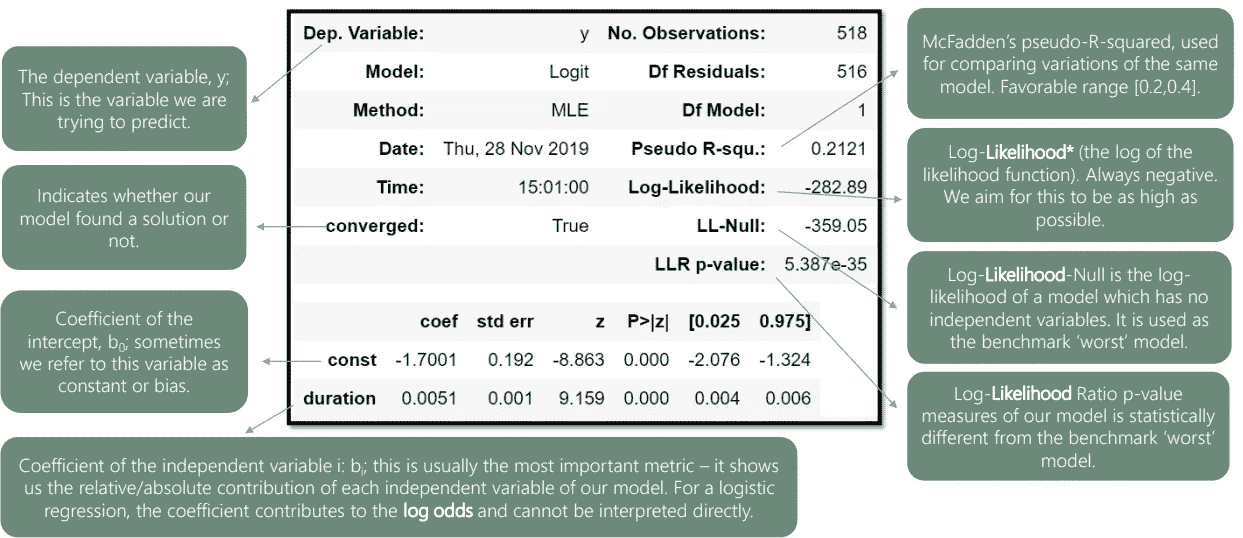 The dependent variable, y;
This is the variable we are
trying to predict.
Indicates whether our
model found a solution or
not.
Coefficient of the
intercept, b0; sometimes
we refer to this variable as
constant or bias.
Dep. Variable: y No. Observations: 518
Model: Logit Df Residuals: 516
Method: MLE Df Model: 1
Date: Thu, 28 Nov 2019 Pseudo R-squ.: 0.2121
Time: 15:01:00 Log-Likelihood: -282.89
converged: True LL-Null: -359.05
LLR p-value: 5.387e-35
coef std err z P>|z| [0.025 0.975]
const -1.7001 0.192 -8.863 0.000 -2.076 -1.324
duration 0.0051 0.001 9.159 0.000 0.004 0.006
McFadden's pseudo-R-squared, used
for comparing variations of the same
model. Favorable range [0.2,0.4].
Log-Likelihood* (the log of the
likelihood function). Always negative.
We aim for this to be as high as
possible.
Log-Likelihood-Null is the log-
likelihood of a model which has no
independent variables. It is used as
the benchmark 'worst' model.
Log-Likelihood Ratio p-value
measures of our model is statistically
different from the benchmark 'worst'
model.
Coefficient of the independent variable i: bi; this is usually the most important metric – it shows
us the relative/absolute contribution of each independent variable of our model. For a logistic
regression, the coefficient contributes to the log odds and cannot be interpreted directly.